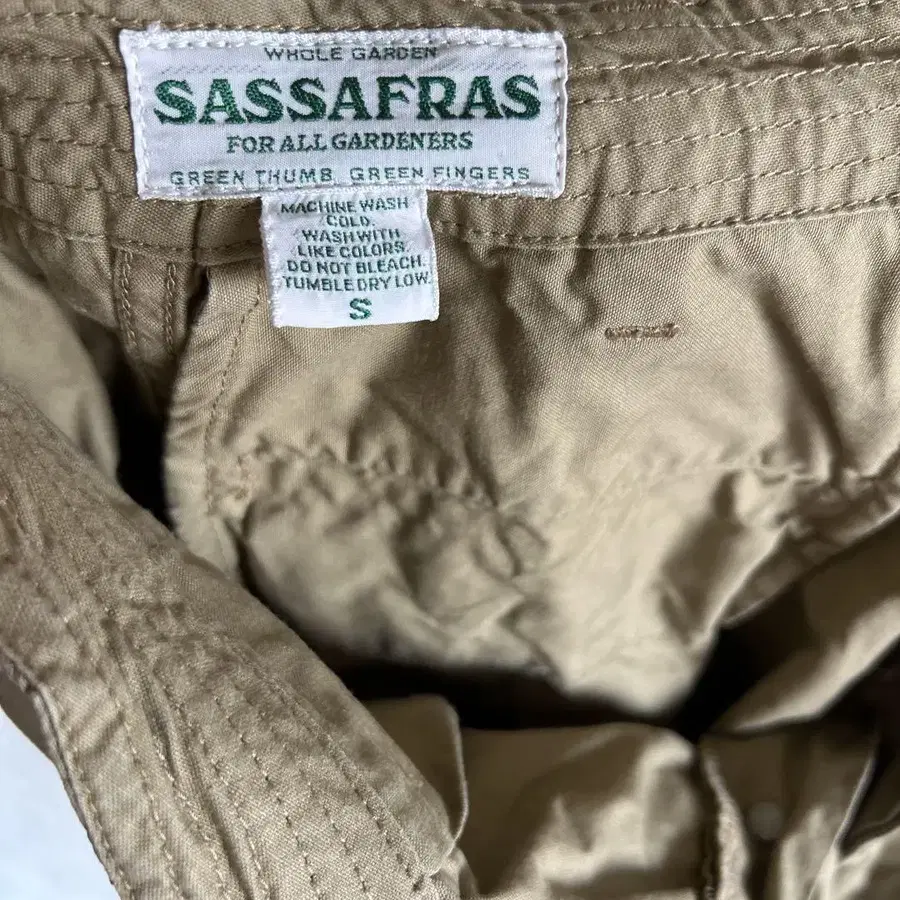 WHOLE GARDEN
SASSAFRAS
FOR ALL GARDENERS
GREEN THUMB GREEN FINGERS
MACHINE WASH
COLD.
WASH WITH
LIKE COLORS.
DO NOT BLEACH.
TUMBLE DRY LOW.
S